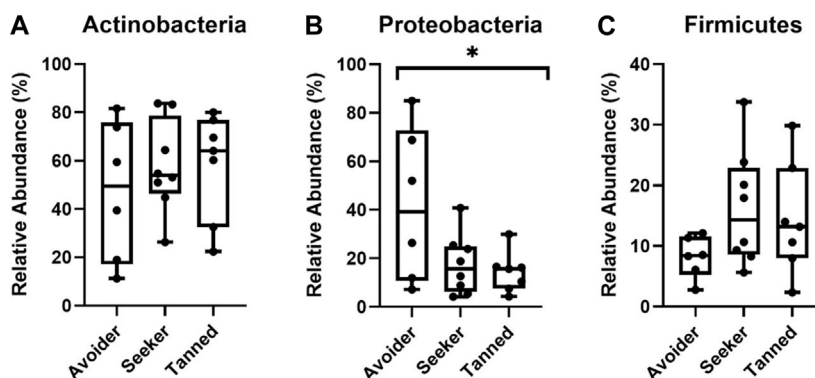 A Actinobacteria
Relative Abundance (%)
100
80
60
40
20
0
Avoider
Seeker
Tanned
B Proteobacteria
*
Relative Abundance (%)
100
80
60
40
20
0
Avoider
Seeker
Tanned
C Firmicutes
Relative Abundance (%)
40
30
20
10
0
Avoider
Seeker
Tanned